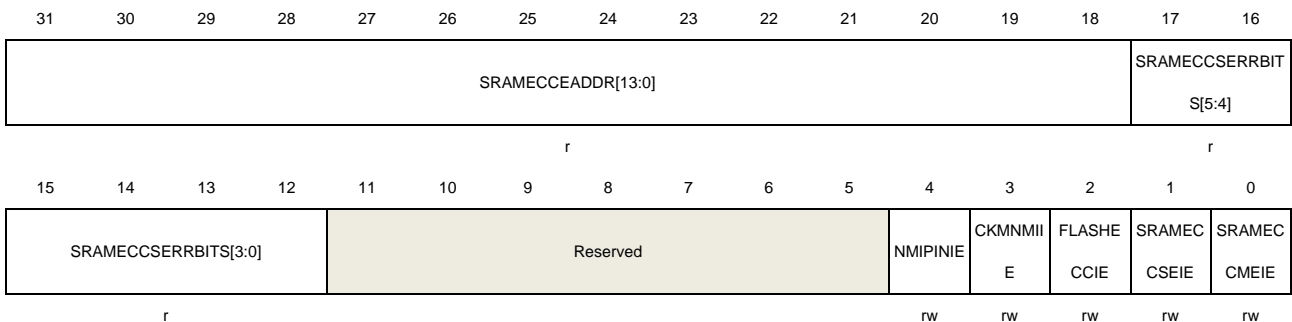 31 30 29 28 27 26 25 24 23 22 21 20 19 18 17 16
SRAMECCEADDR[13:0]
SRAMECCSERRBIT
S[5:4]
r r
15 14 13 12 11 10 9 8 7 6 5 4 3 2 1 0
SRAMECCSERRBITS[3:0]
Reserved
NMIPINIE
CKMNMII
E
FLASHE
CCIE
SRAMEC
CSEIE
SRAMEC
CMEIE
r rw rw rw rw rw